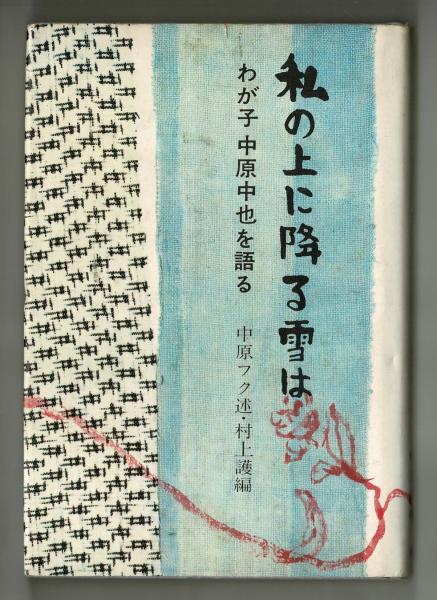 私の上に降る雪は
わが子中原中也を語る
中原フク述・村上護編